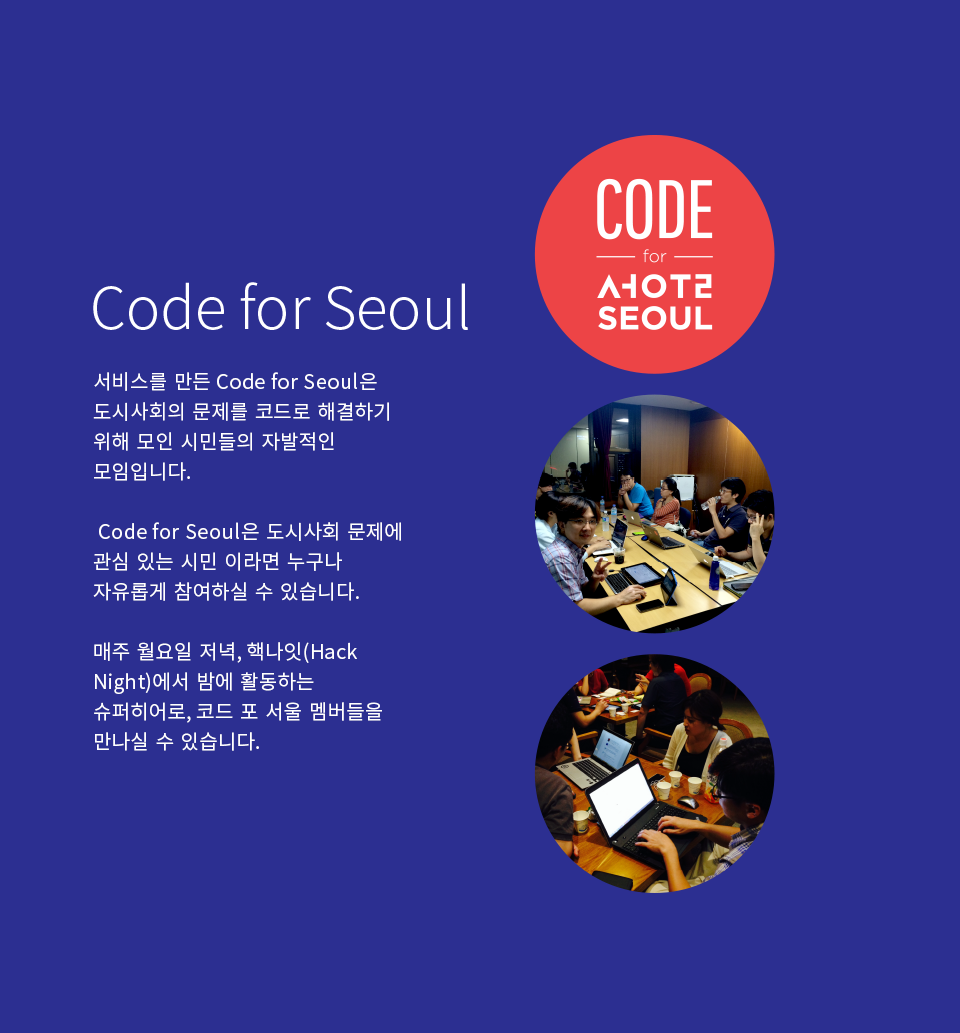 Code for Seoul
서비스를 만든 Code for Seoul은
도시사회의 문제를 코드로 해결하기
위해 모인 시민들의 자발적인
모임입니다.
Code for Seoul은 도시사회 문제에
관심 있는 시민 이라면 누구나
자유롭게 참여하실 수 있습니다.
매주 월요일 저녁, 핵나잇(Hack
Night)에서 밤에 활동하는
슈퍼히어로, 코드 포 서울 멤버들을
만나실 수 있습니다.
CODE
for
ㅅㅓㅇㅜㄹ
SEOUL